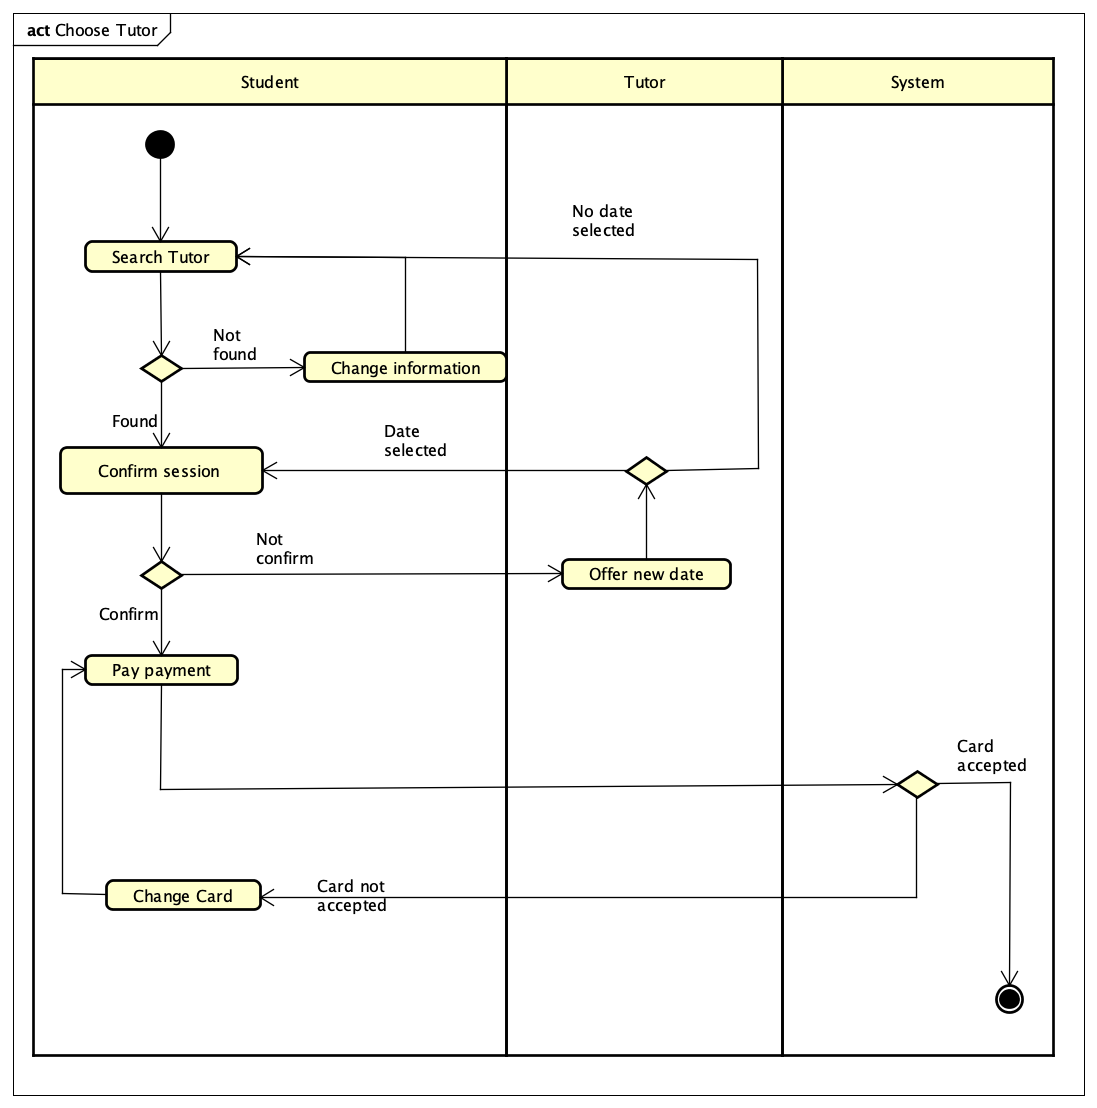 act Choose Tutor
Student
Tutor
System
No date
selected
Search Tutor
Not
found
Change information
Found
Date
selected
Confirm session
Not
confirm
Offer new date
Confirm
Pay payment
Card
accepted
Card not
accepted
Change Card